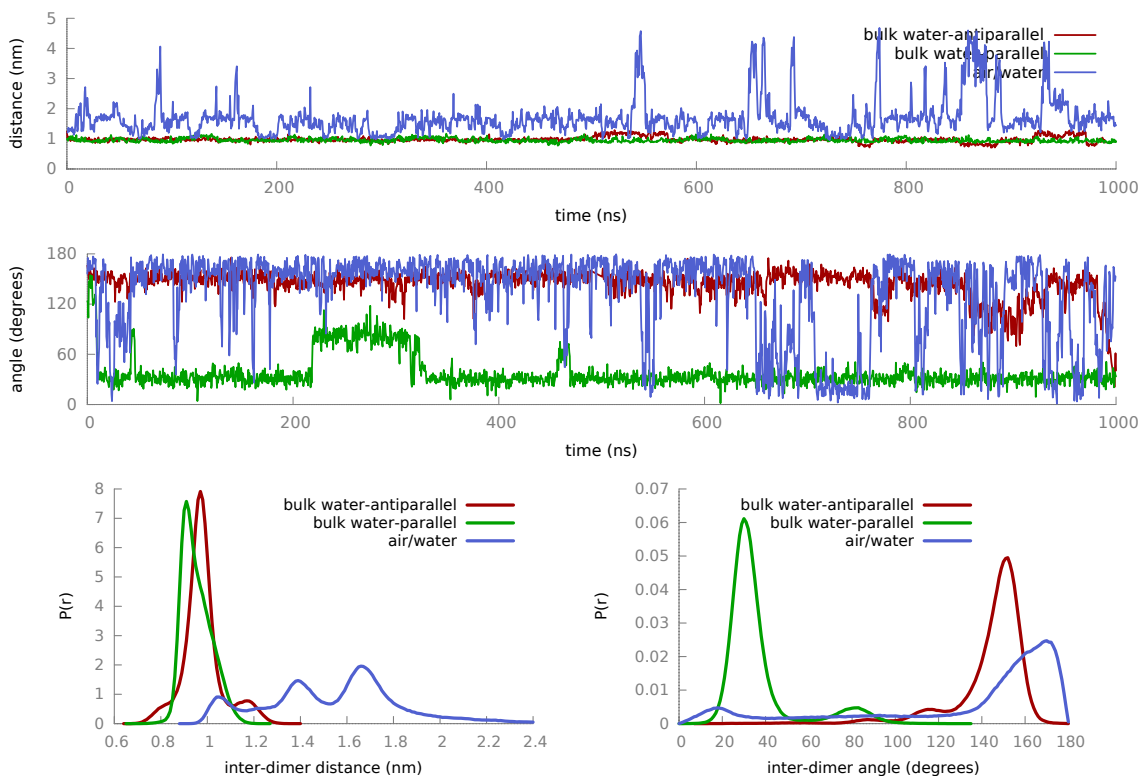 5
4
3
2
1
0
distance (nm)
bulk water-antiparallel
bulk water-parallel
air/water
0 200 400 600 800 1000
time (ns)
180
120
60
0
angle (degrees)
0 200 400 600 800 1000
time (ns)
8
7
6
5
4
3
2
1
0
P(r)
bulk water-antiparallel
bulk water-parallel
air/water
0.6 0.8 1 1.2 1.4 1.6 1.8 2 2.2 2.4
inter-dimer distance (nm)
0.07
0.06
0.05
0.04
0.03
0.02
0.01
0
P(r)
bulk water-antiparallel
bulk water-parallel
air/water
0 20 40 60 80 100 120 140 160 180
inter-dimer angle (degrees)